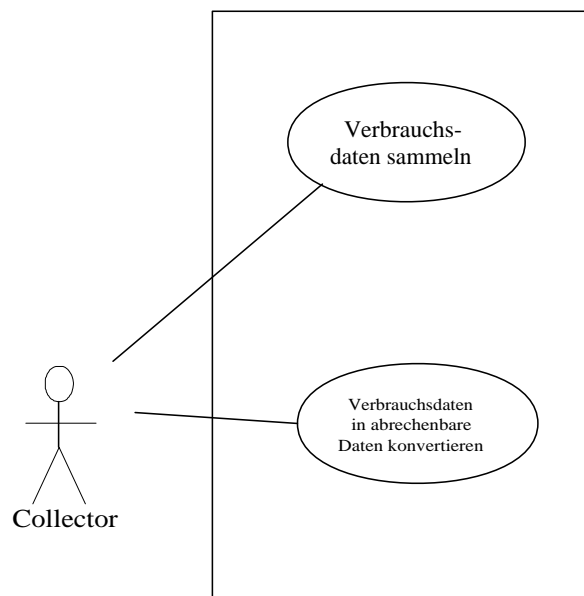 Verbrauchs-
daten sammeln
Verbrauchsdaten
in abrechenbare
Daten konvertieren
Collector